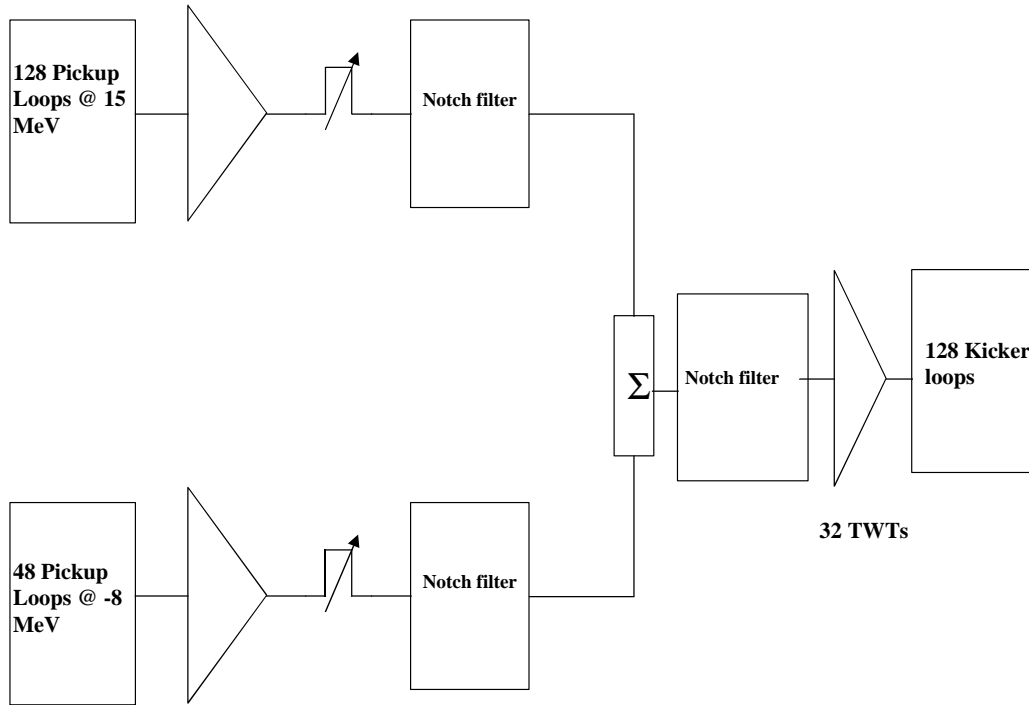 128 Pickup
Loops @ 15
MeV
Notch filter
Σ
Notch filter
128 Kicker
loops
32 TWTs
48 Pickup
Loops @ -8
MeV
Notch filter